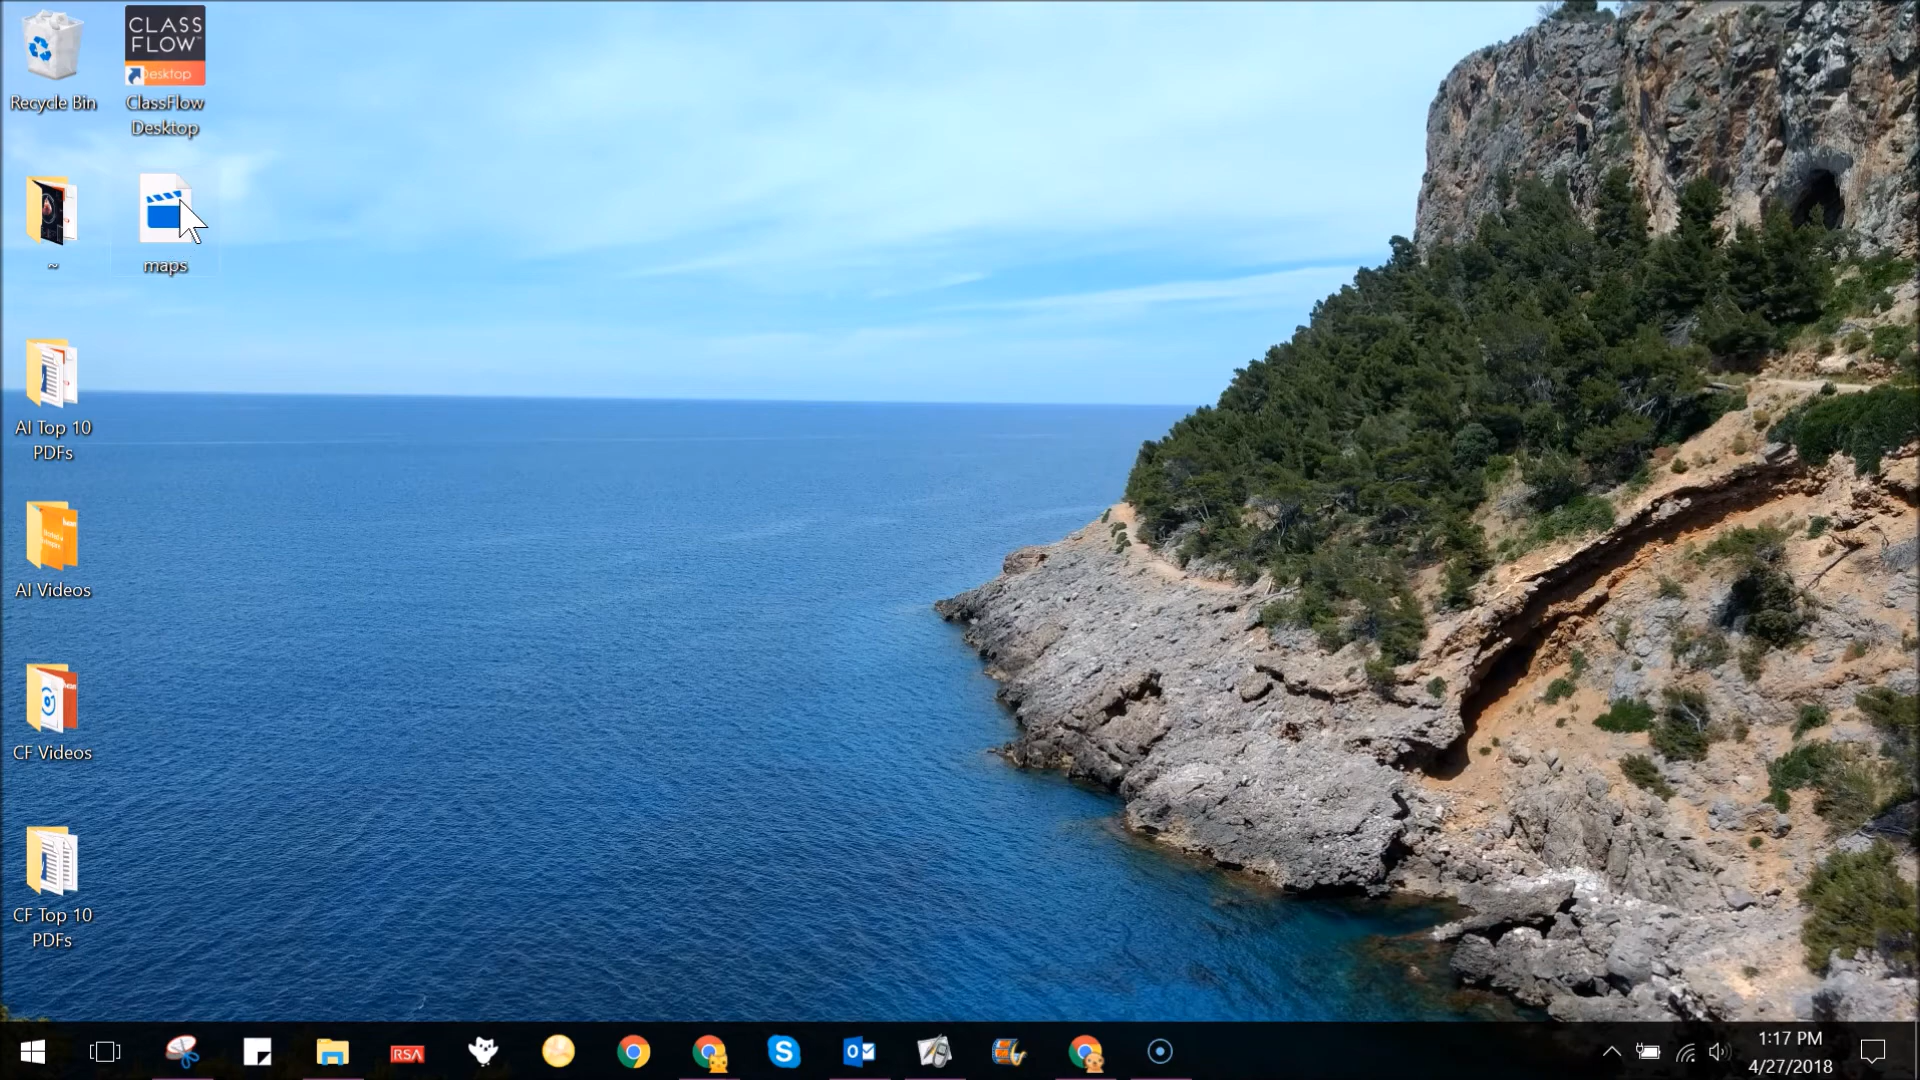 Recycle Bin
CLASS
FLOW™
Desktop
ClassFlow
Desktop
~
maps
AI Top 10
PDFs
AI Videos
CF Videos
CF Top 10
PDFs
RSA
S
O
1:17 PM
4/27/2018